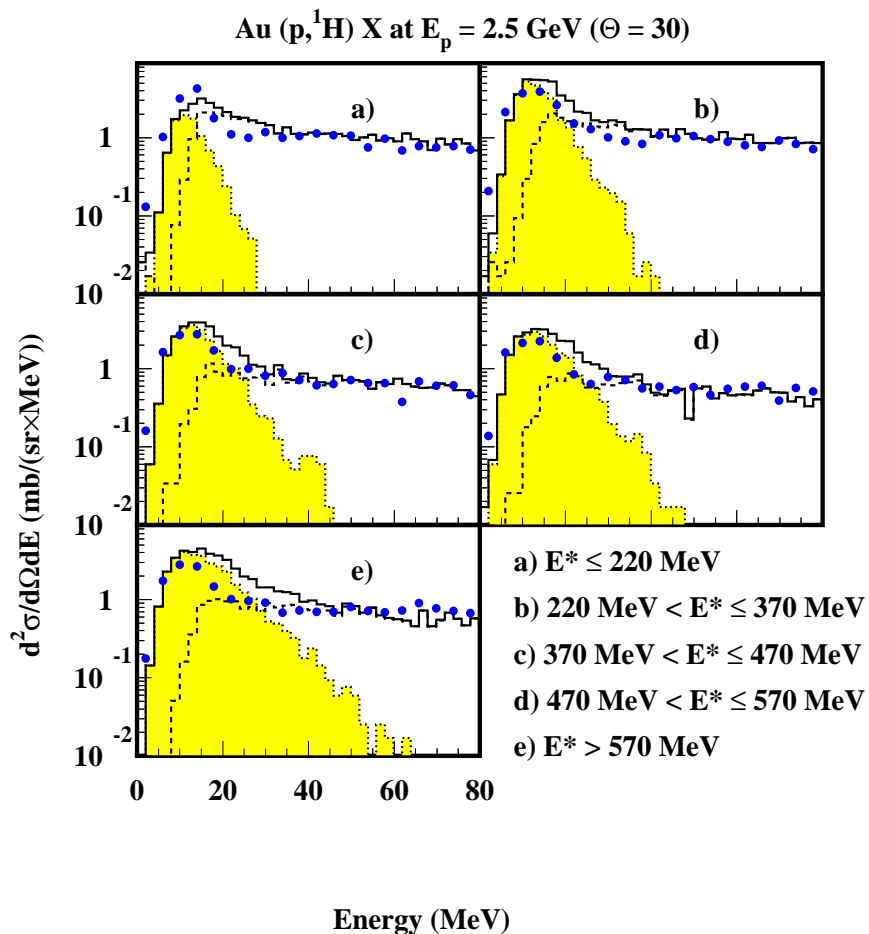 Au (p,¹H) X at Eₚ = 2.5 GeV (Θ = 30)
d²σ/dΩdE (mb/(sr×MeV))
a)
b)
1
10⁻¹
10⁻²
c)
d)
1
10⁻¹
10⁻²
e)
1
10⁻¹
10⁻²
0 20 40 60 80
a) E* ≤ 220 MeV
b) 220 MeV < E* ≤ 370 MeV
c) 370 MeV < E* ≤ 470 MeV
d) 470 MeV < E* ≤ 570 MeV
e) E* > 570 MeV
Energy (MeV)